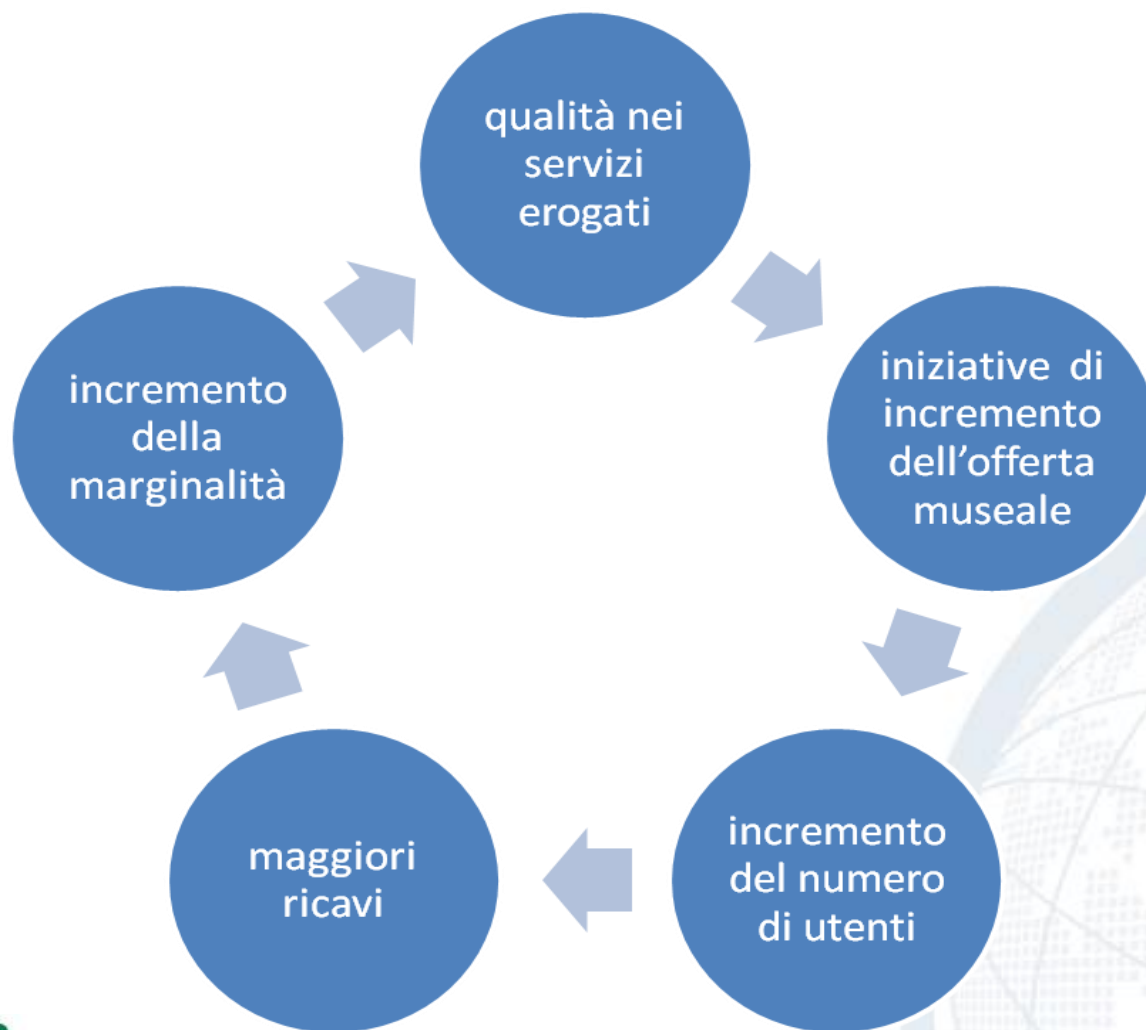 qualità nei
servizi
erogati
iniziative di
incremento
dell’offerta
museale
incremento
del numero
di utenti
maggiori
ricavi
incremento
della
marginalità